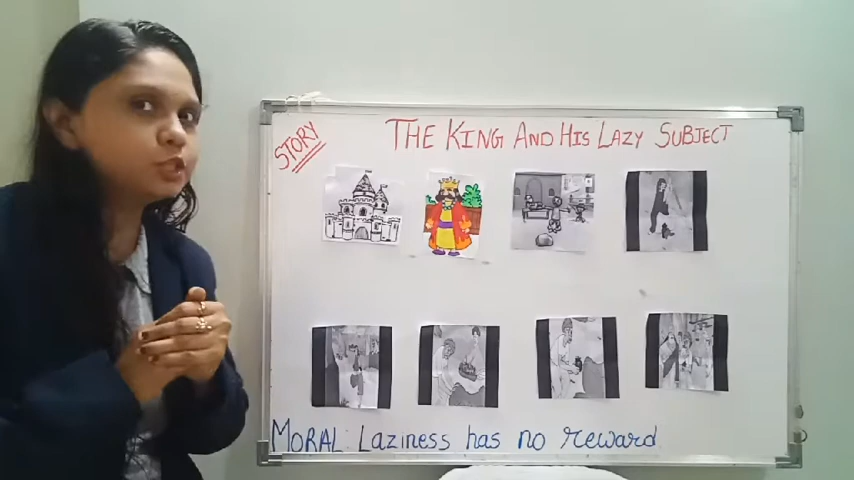 STORY
THE KING AND HIS LAZY SUBJECT
MORAL: Laziness has no reward